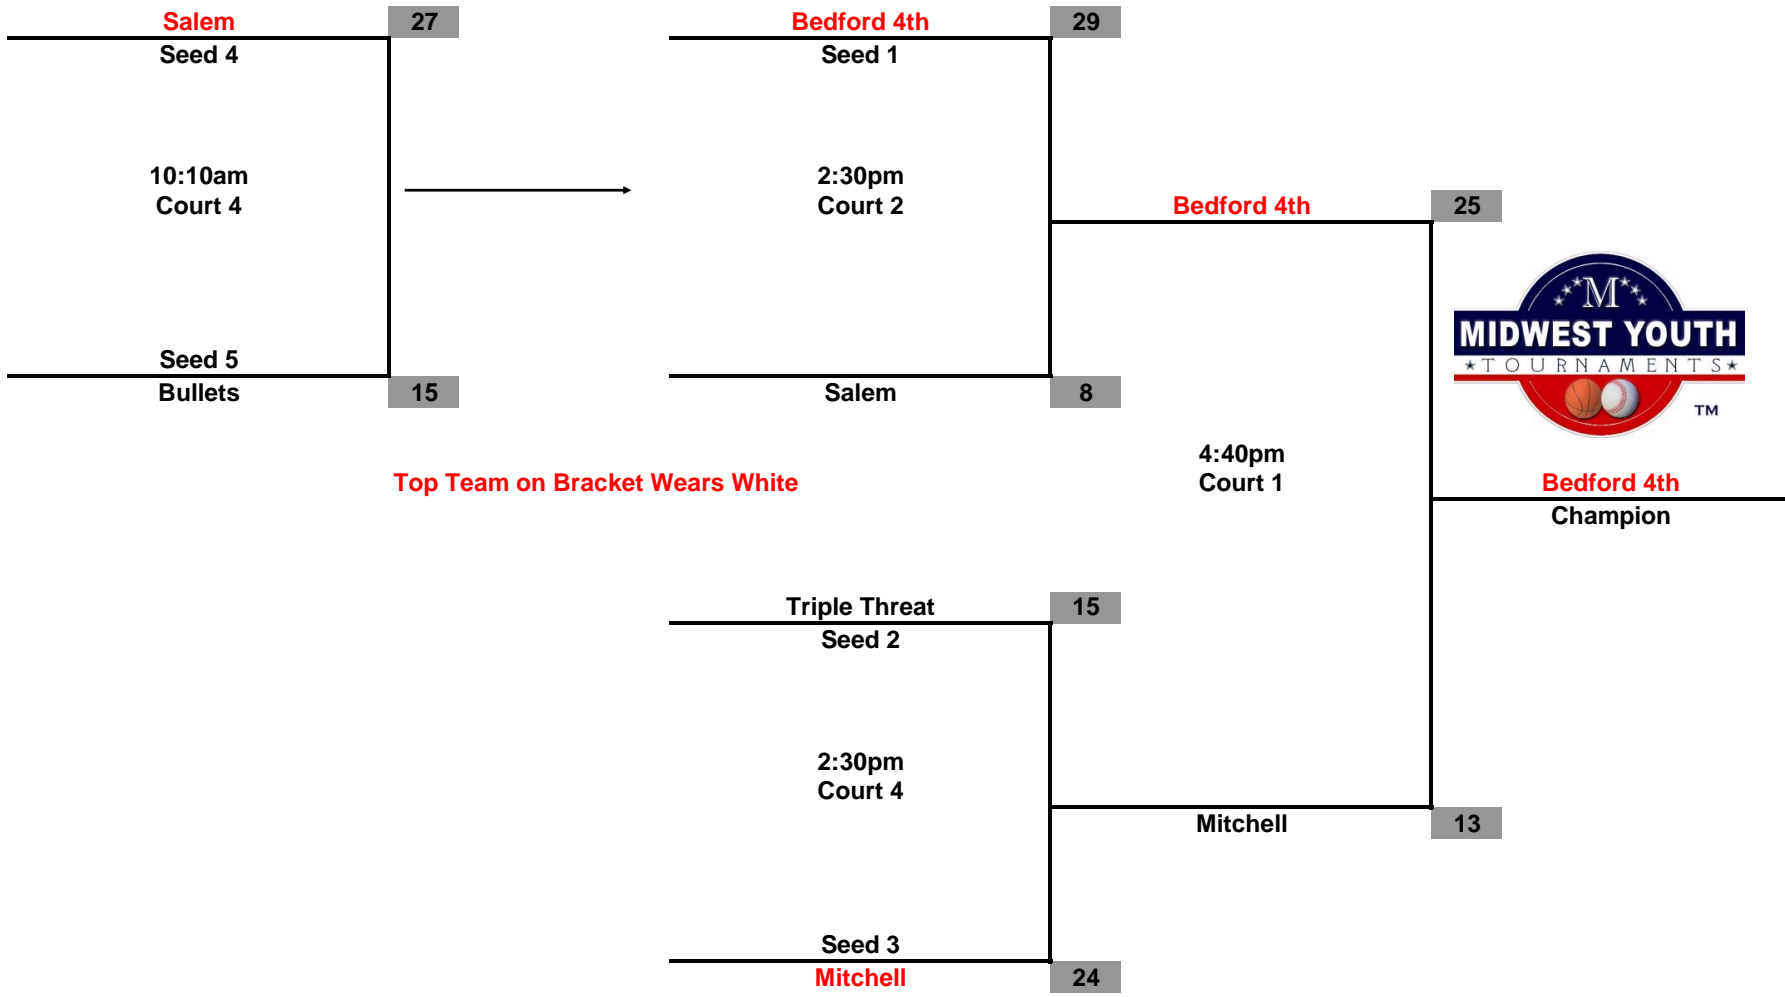 Salem 27 Bedford 4th 29
Seed 4 Seed 1
10:10am 2:30pm
Court 4 Court 2 Bedford 4th 25
M
MIDWEST YOUTH
Seed 5 TOURNAMENTS
Bullets 15 Salem 8
TM
4:40pm
Top Team on Bracket Wears White Court 1 Bedford 4th
Champion
Triple Threat 15
Seed 2
2:30pm
Court 4
Mitchell 13
Seed 3
Mitchell 24